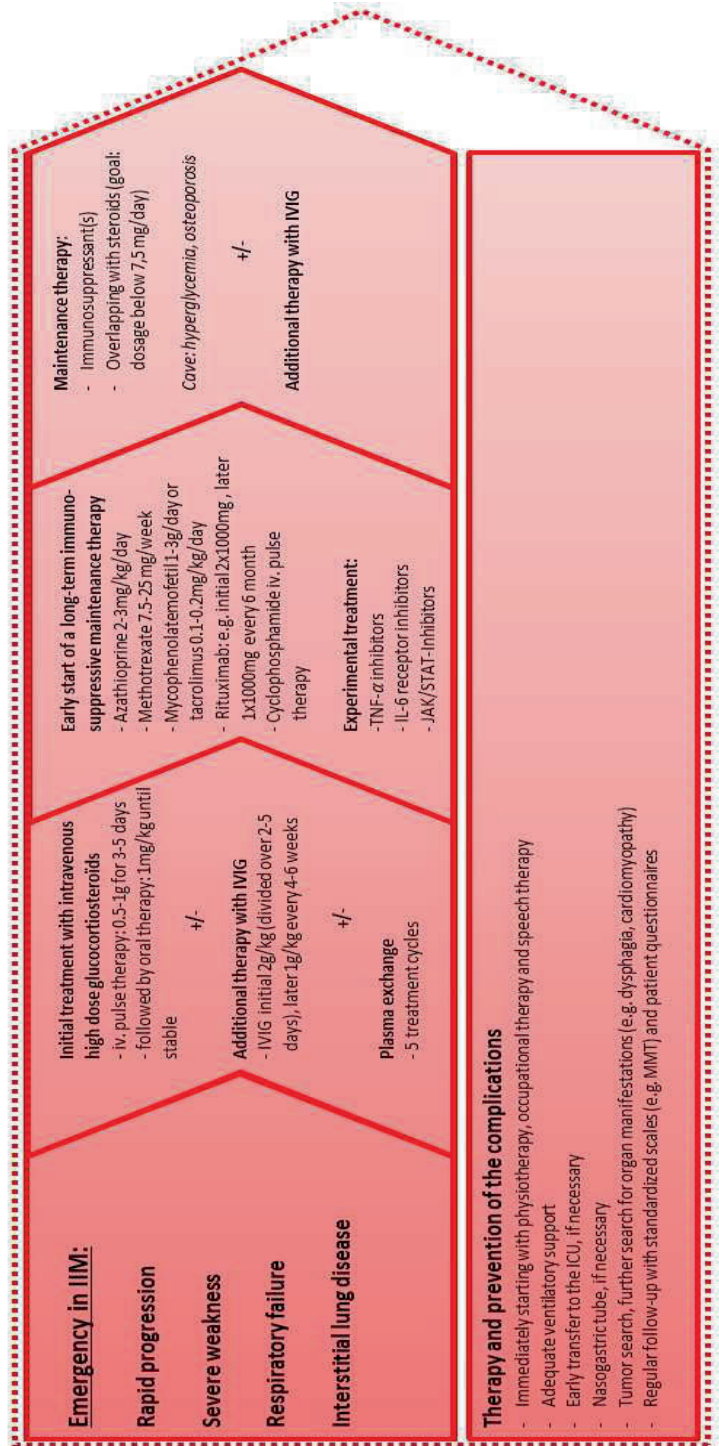 Emergency in IIM:
Rapid progression
Severe weakness
Respiratory failure
Interstitial lung disease
Initial treatment with intravenous
high dose glucocortiosteroids
- iv. pulse therapy: 0.5-1g for 3-5 days
- followed by oral therapy: 1mg/kg until
stable
+/-
Additional therapy with IVIG
- IVIG initial 2g/kg (divided over 2-5
days), later 1g/kg every 4-6 weeks
+/-
Plasma exchange
- 5 treatment cycles
Early start of a long-term immuno-
suppressive maintenance therapy
- Azathioprine 2-3mg/kg/day
- Methotrexate 7.5-25 mg/week
- Mycophenolatemofetil 1-3g/day or
tacrolimus 0.1-0.2mg/kg/day
- Rituximab: e.g. initial 2x1000mg, later
1x1000mg every 6 month
- Cyclophosphamide iv. pulse
therapy
Experimental treatment:
- TNF-α inhibitors
- IL-6 receptor inhibitors
- JAK/STAT-Inhibitors
Maintenance therapy:
- Immunosuppressant(s)
- Overlapping with steroids (goal:
dosage below 7,5 mg/day)
Cave: hyperglycemia, osteoporosis
+/-
Additional therapy with IVIG
Therapy and prevention of the complications
- Immediately starting with physiotherapy, occupational therapy and speech therapy
- Adequate ventilatory support
- Early transfer to the ICU, if necessary
- Nasogastric tube, if necessary
- Tumor search, further search for organ manifestations (e.g. dysphagia, cardiomyopathy)
- Regular follow-up with standardized scales (e.g. MMT) and patient questionnaires